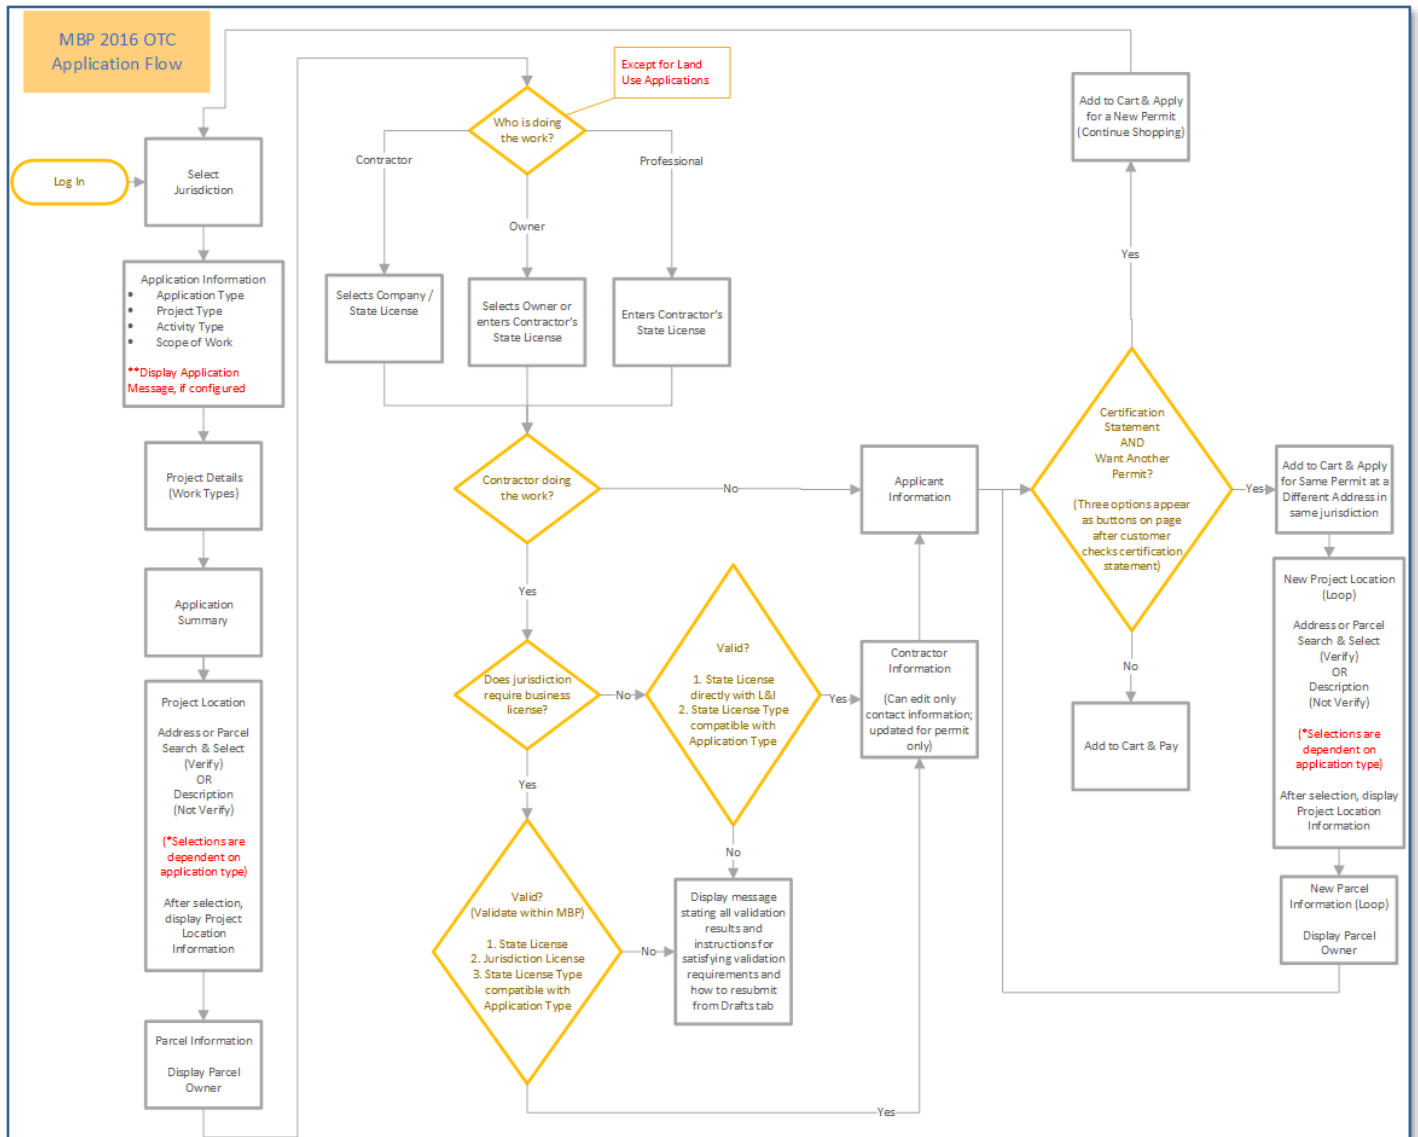 MBP 2016 OTC
Application Flow
Log In
Select
Jurisdiction
Application Information
• Application Type
• Project Type
• Activity Type
• Scope of Work
**Display Application
Message, if configured
Project Details
(Work Types)
Application
Summary
Project Location
Address or Parcel
Search & Select
(Verify)
OR
Description
(Not Verify)
(*Selections are
dependent on
application type)
After selection,
display Project
Location
Information
Parcel Information
Display Parcel
Owner
Except for Land
Use Applications
Who is doing
the work?
Contractor
Owner
Professional
Selects Company /
State License
Selects Owner or
enters Contractor's
State License
Enters Contractor's
State License
Contractor doing
the work?
No
Yes
Does jurisdiction
require business
license?
No
Yes
Valid?
1. State License
directly with L&I
2. State License Type
compatible with
Application Type
Yes
No
Valid?
(Validate within MBP)
1. State License
2. Jurisdiction License
3. State License Type
compatible with
Application Type
No
Yes
Display message
stating all validation
results and
instructions for
satisfying validation
requirements and
how to resubmit
from Drafts tab
Contractor
Information
(Can edit only
contact information;
updated for permit
only)
Applicant
Information
Certification
Statement
AND
Want Another
Permit?
(Three options appear
as buttons on page
after customer
checks certification
statement)
Yes
Add to Cart & Apply
for a New Permit
(Continue Shopping)
No
Add to Cart & Pay
Yes
Add to Cart & Apply
for Same Permit at a
Different Address in
same jurisdiction
New Project Location
(Loop)
Address or Parcel
Search & Select
(Verify)
OR
Description
(Not Verify)
(*Selections are
dependent on
application type)
After selection, display
Project Location
Information
New Parcel
Information (Loop)
Display Parcel
Owner